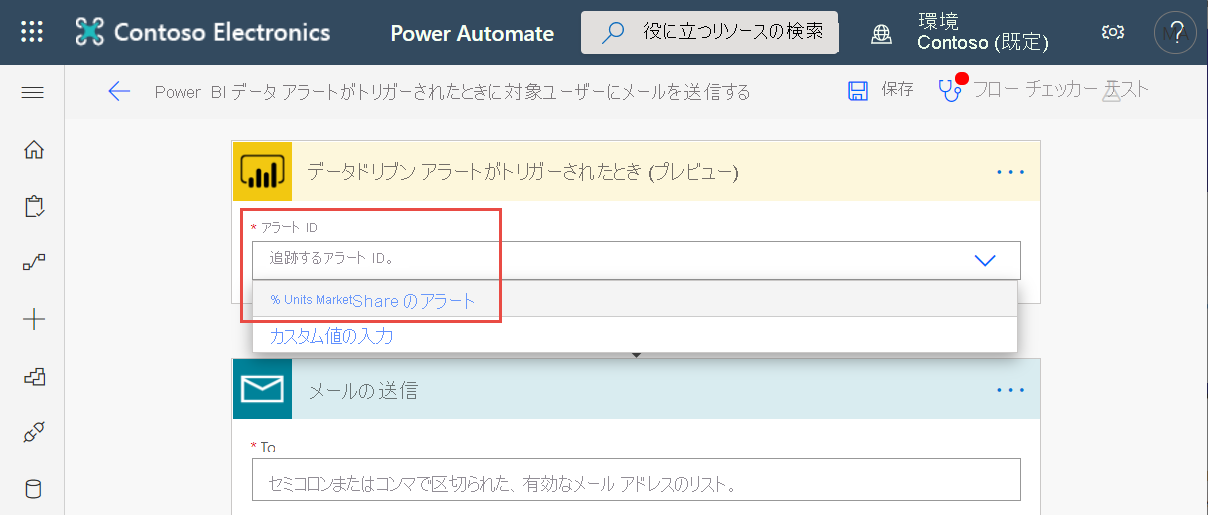 Contoso Electronics
Power Automate
役に立つリソースの検索
環境
Contoso (既定)
?
Power BI データ アラートがトリガーされたときに対象ユーザーにメールを送信する
保存
フロー チェッカー
テスト
データドリブン アラートがトリガーされたとき (プレビュー)
* アラート ID
追跡するアラート ID。
% Units MarketShare のアラート
カスタム値の入力
メールの送信
* To
セミコロンまたはコンマで区切られた、有効なメール アドレスのリスト。